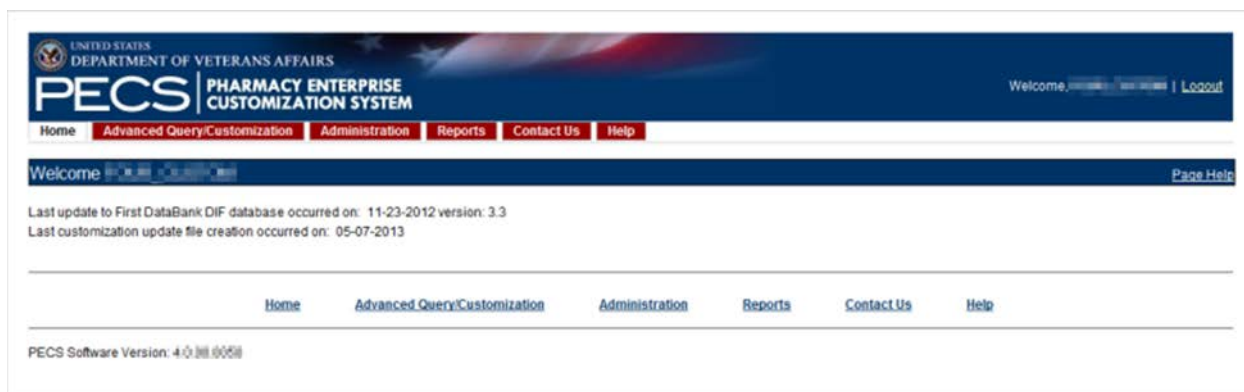 UNITED STATES
DEPARTMENT OF VETERANS AFFAIRS
PECS PHARMACY ENTERPRISE
CUSTOMIZATION SYSTEM
Welcome, | Logout
Home Advanced Query/Customization Administration Reports Contact Us Help
Welcome
Page Help
Last update to First DataBank DIF database occurred on: 11-23-2012 version: 3.3
Last customization update file creation occurred on: 05-07-2013
Home Advanced Query/Customization Administration Reports Contact Us Help
PECS Software Version: